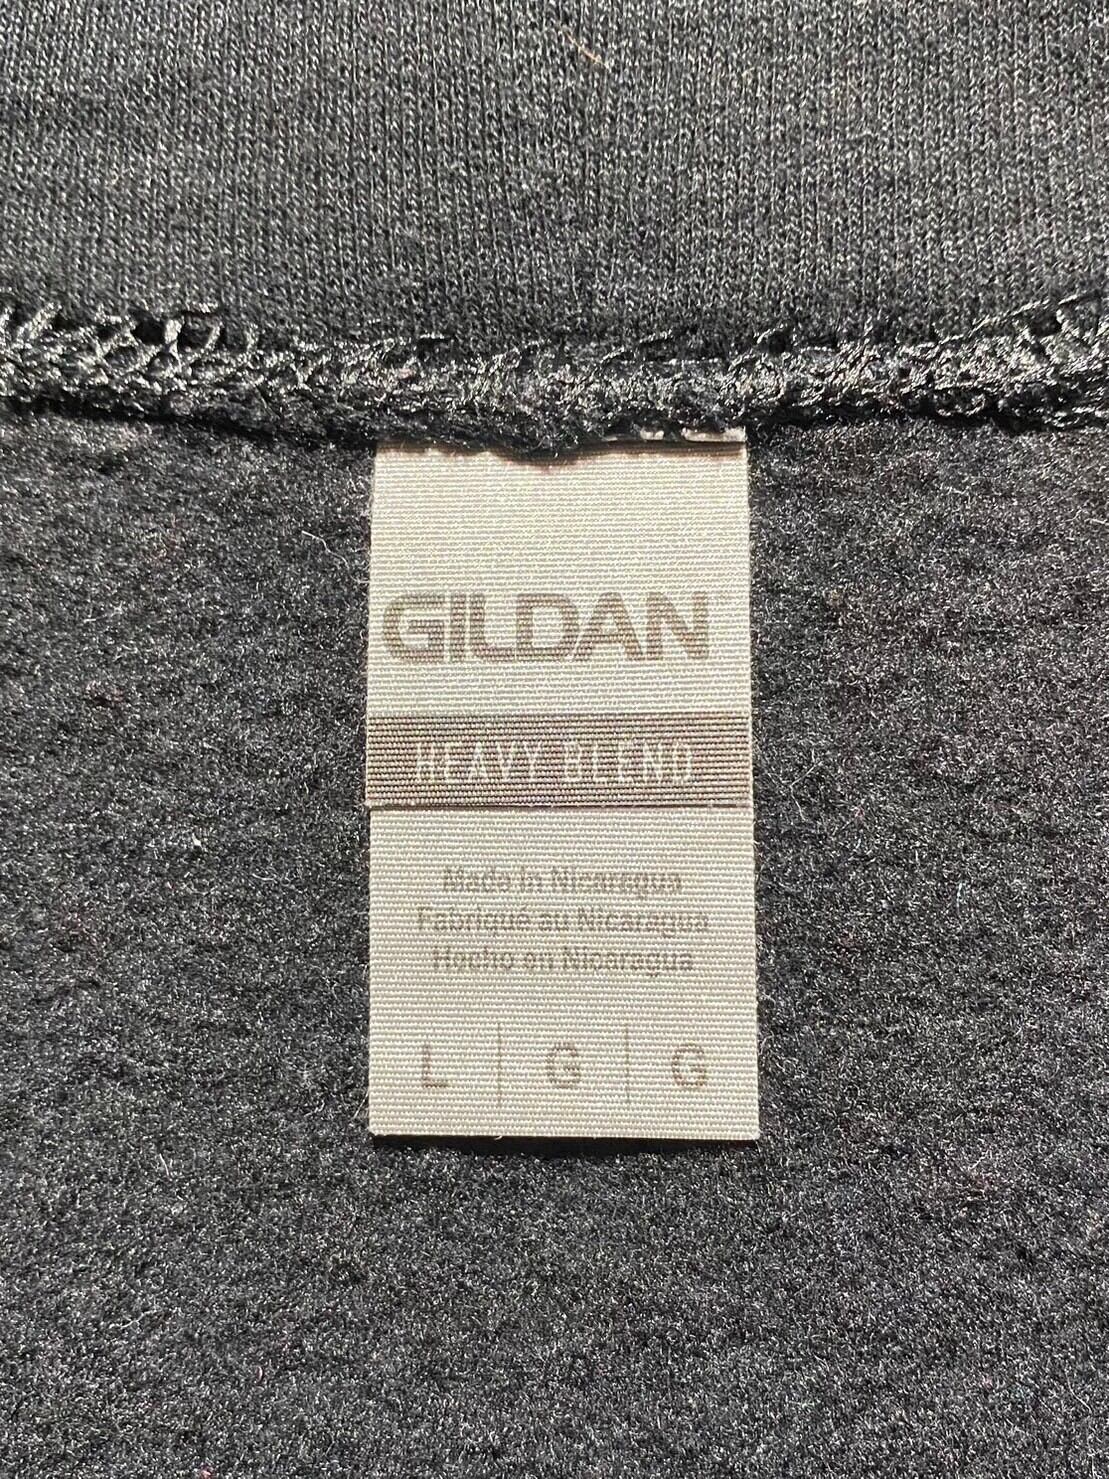 GILDAN
HEAVY BLEND
Made in Nicaragua
Fabriqué au Nicaragua
Hecho en Nicaragua
L | G | G